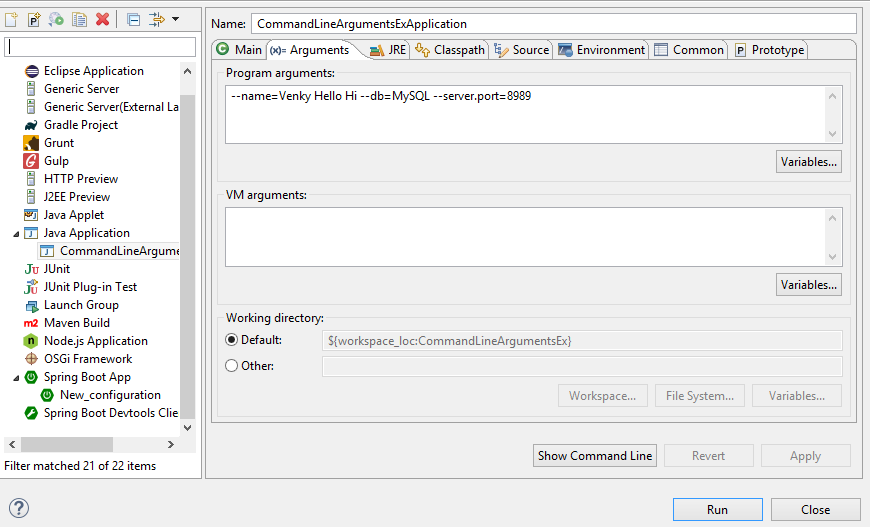 Name: CommandLineArgumentsExApplication
Main (x)= Arguments JRE Classpath Source Environment Common Prototype
Eclipse Application
Generic Server
Generic Server(External La
Gradle Project
Grunt
Gulp
HTTP Preview
J2EE Preview
Java Applet
Java Application
CommandLineArgume
JUnit
JUnit Plug-in Test
Launch Group
m2 Maven Build
Node.js Application
OSGi Framework
Spring Boot App
New_configuration
Spring Boot Devtools Clie
Filter matched 21 of 22 items
Program arguments:
--name=Venky Hello Hi --db=MySQL --server.port=8989
Variables...
VM arguments:
Variables...
Working directory:
Default: ${workspace_loc:CommandLineArgumentsEx}
Other:
Workspace... File System... Variables...
Show Command Line Revert Apply
Run Close